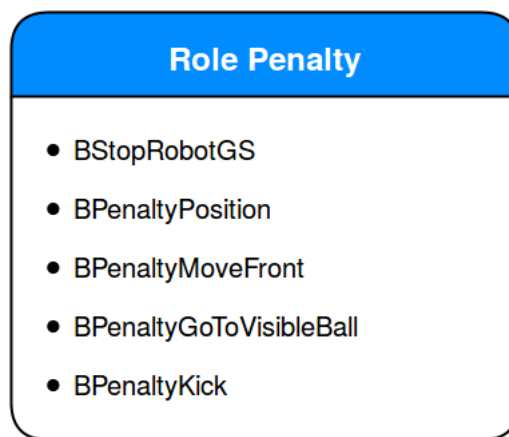 Role Penalty
• BStopRobotGS
• BPenaltyPosition
• BPenaltyMoveFront
• BPenaltyGoToVisibleBall
• BPenaltyKick